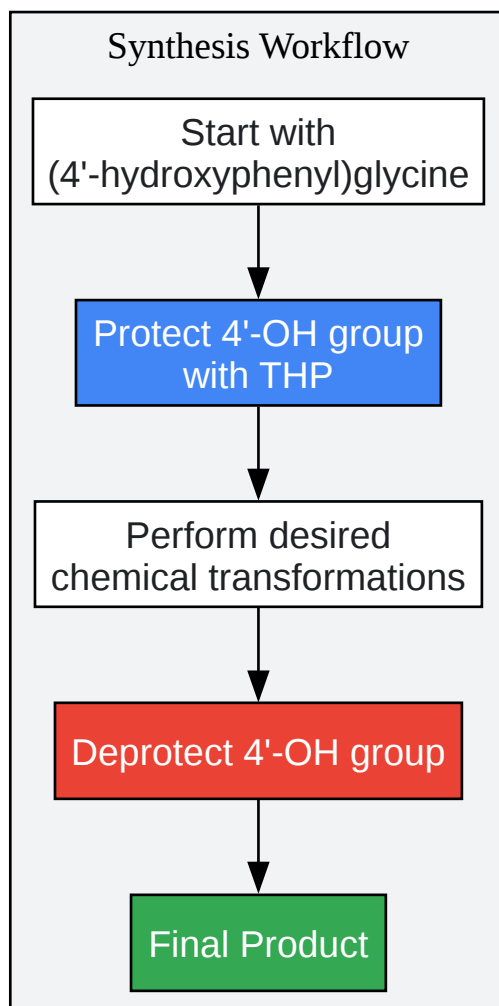 Synthesis Workflow
Start with
(4'-hydroxyphenyl)glycine
Protect 4'-OH group
with THP
Perform desired
chemical transformations
Deprotect 4'-OH group
Final Product